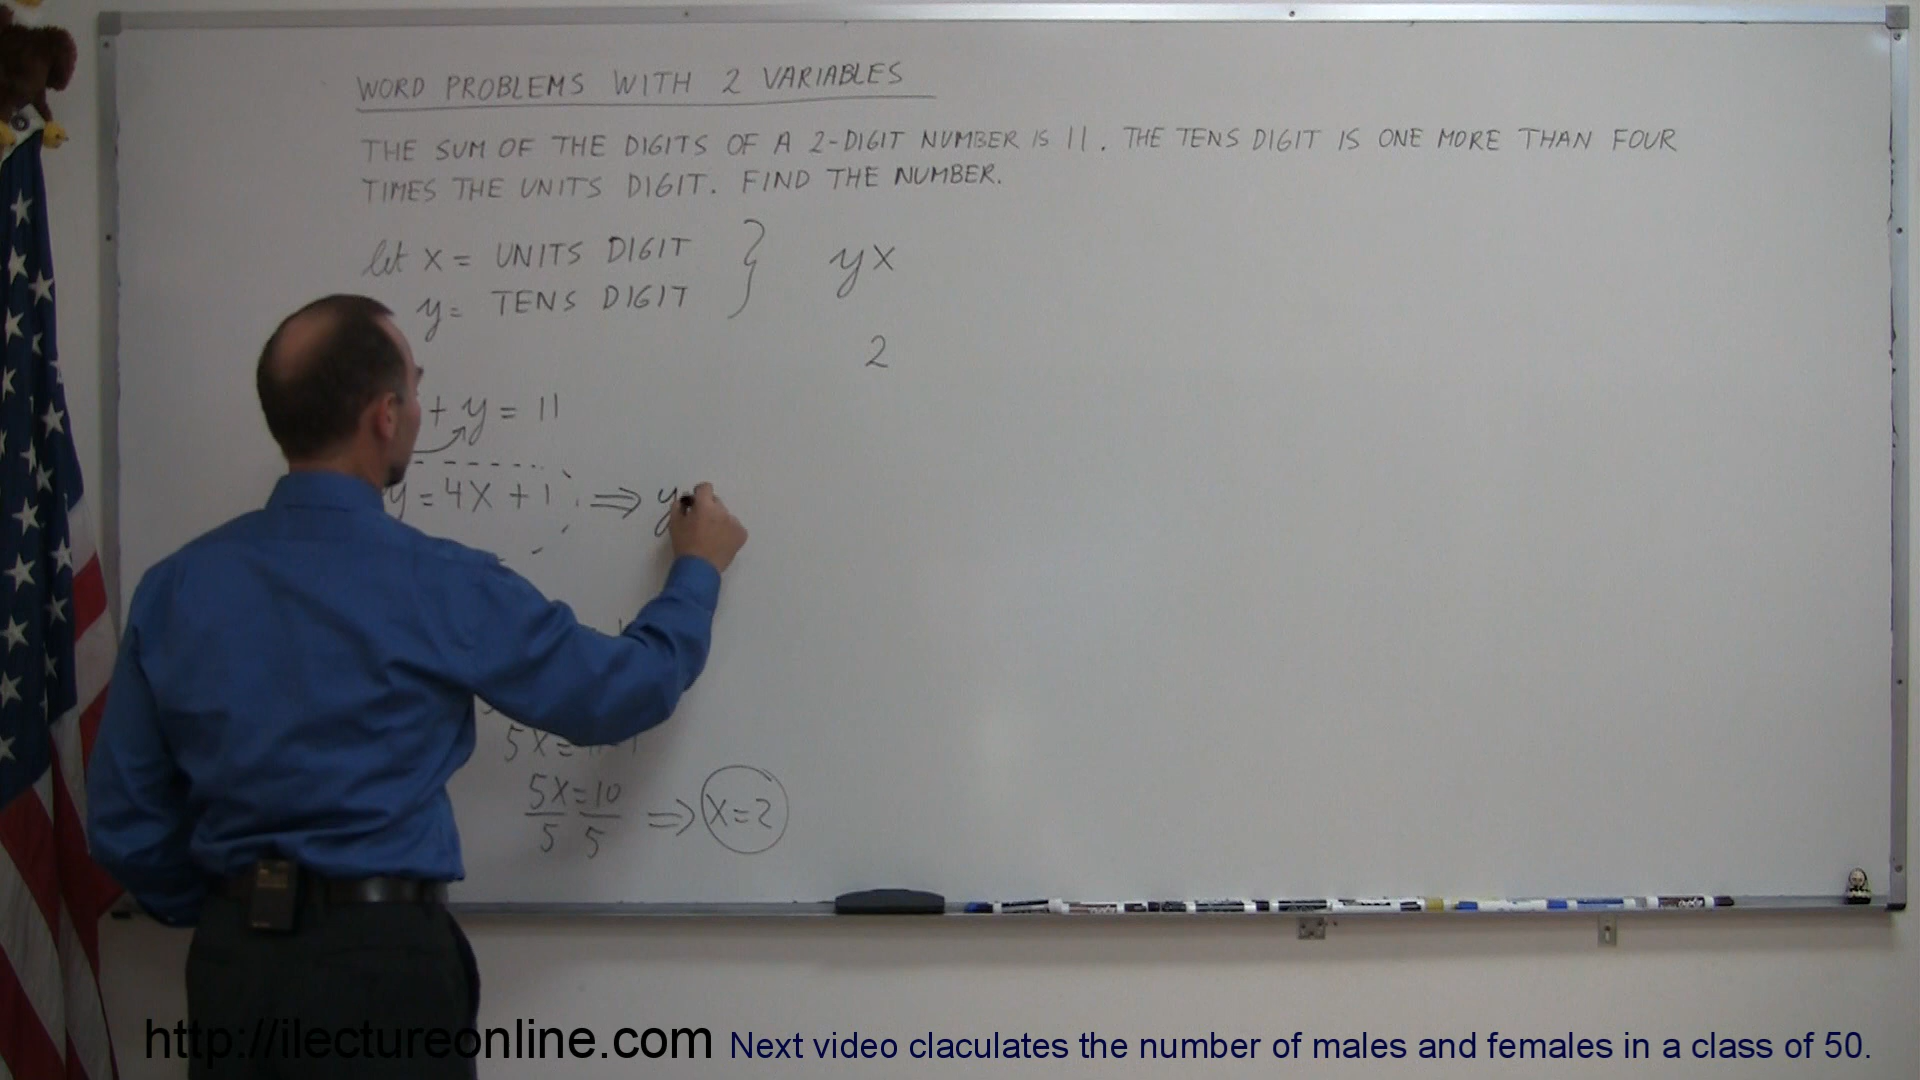 WORD PROBLEMS WITH 2 VARIABLES
THE SUM OF THE DIGITS OF A 2-DIGIT NUMBER IS 11. THE TENS DIGIT IS ONE MORE THAN FOUR
TIMES THE UNITS DIGIT. FIND THE NUMBER.
let x = UNITS DIGIT } yx
y = TENS DIGIT
2
+ y = 11
y = 4X + 1 ⇒ y
5X =
5X = 10 ⇒ X = 2
5 5
http://ilectureonline.com Next video claculates the number of males and females in a class of 50.